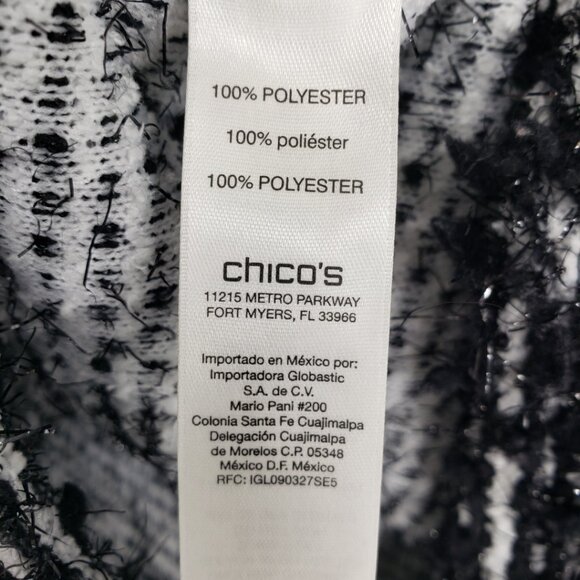 100% POLYESTER
100% poliéster
100% POLYESTER
chico's
11215 METRO PARKWAY
FORT MYERS, FL 33966
Importado en México por:
Importadora Globastic
S.A. de C.V.
Mario Pani #200
Colonia Santa Fe Cuajimalpa
Delegación Cuajimalpa
de Morelos C.P. 05348
México D.F. México
RFC: IGL090327SE5